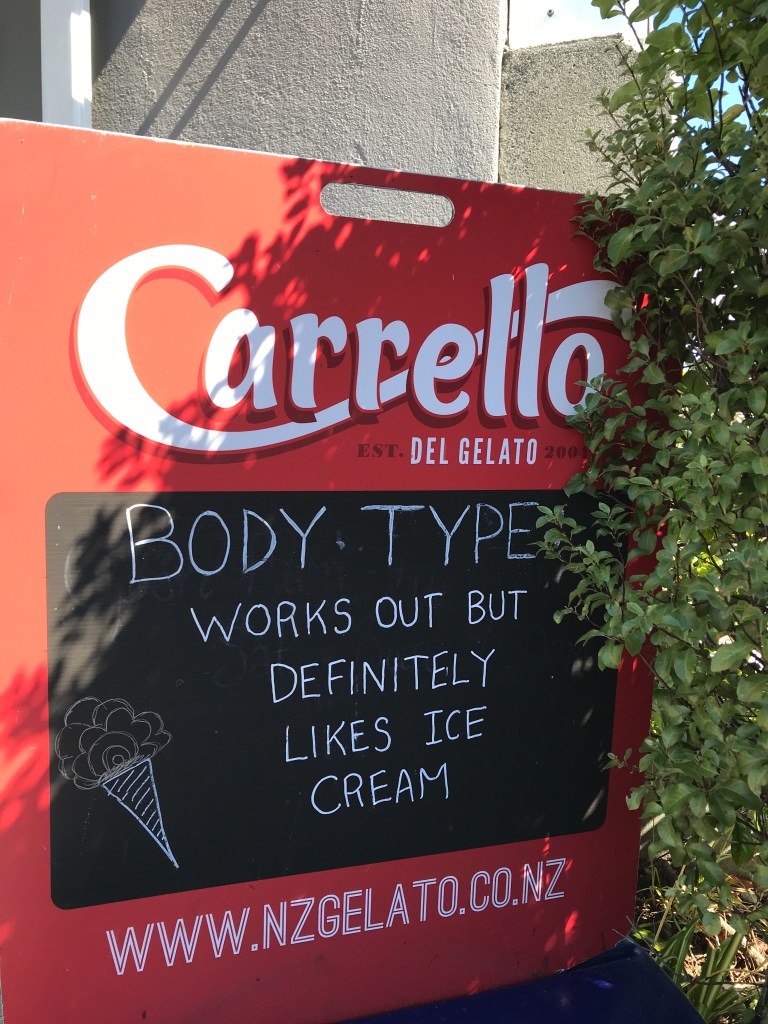 Carrello
EST. DEL GELATO 2001
BODY TYPE
WORKS OUT BUT
DEFINITELY
LIKES ICE
CREAM
WWW.NZGELATO.CO.NZ